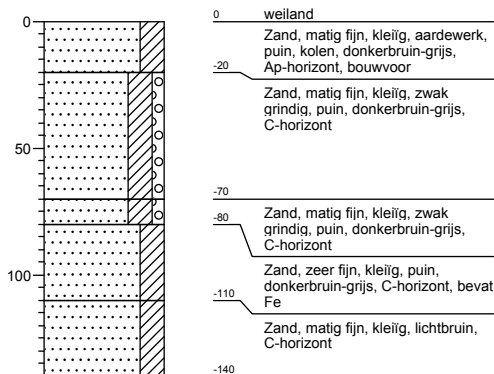 0
50
100
0
weiland
Zand, matig fijn, kleiïg, aardewerk,
puin, kolen, donkerbruin-grijs,
Ap-horizont, bouwvoor
-20
Zand, matig fijn, kleiïg, zwak
grindig, puin, donkerbruin-grijs,
C-horizont
-70
Zand, matig fijn, kleiïg, zwak
grindig, puin, donkerbruin-grijs,
C-horizont
-80
Zand, zeer fijn, kleiïg, puin,
donkerbruin-grijs, C-horizont, bevat
Fe
-110
Zand, matig fijn, kleiïg, lichtbruin,
C-horizont
-140